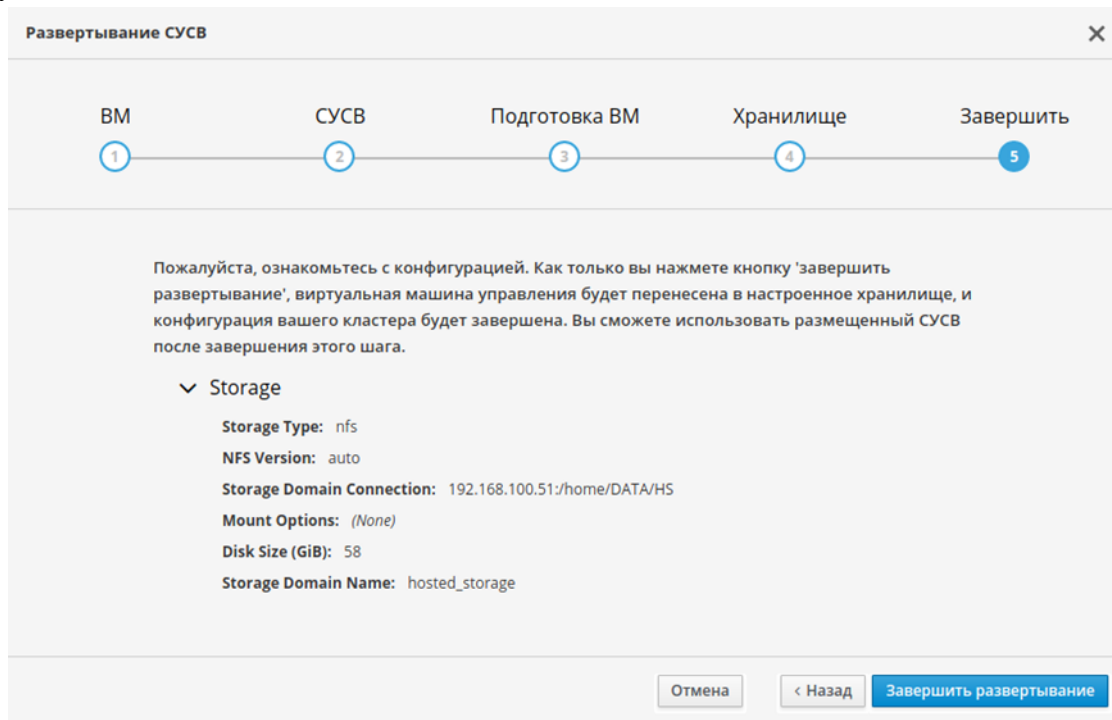 Развертывание СУСВ
ВМ СУСВ Подготовка ВМ Хранилище Завершить
1 2 3 4 5
Пожалуйста, ознакомьтесь с конфигурацией. Как только вы нажмете кнопку 'завершить
развертывание', виртуальная машина управления будет перенесена в настроенное хранилище, и
конфигурация вашего кластера будет завершена. Вы сможете использовать размещенный СУСВ
после завершения этого шага.
Storage
Storage Type: nfs
NFS Version: auto
Storage Domain Connection: 192.168.100.51:/home/DATA/HS
Mount Options: (None)
Disk Size (GiB): 58
Storage Domain Name: hosted_storage
Отмена < Назад Завершить развертывание